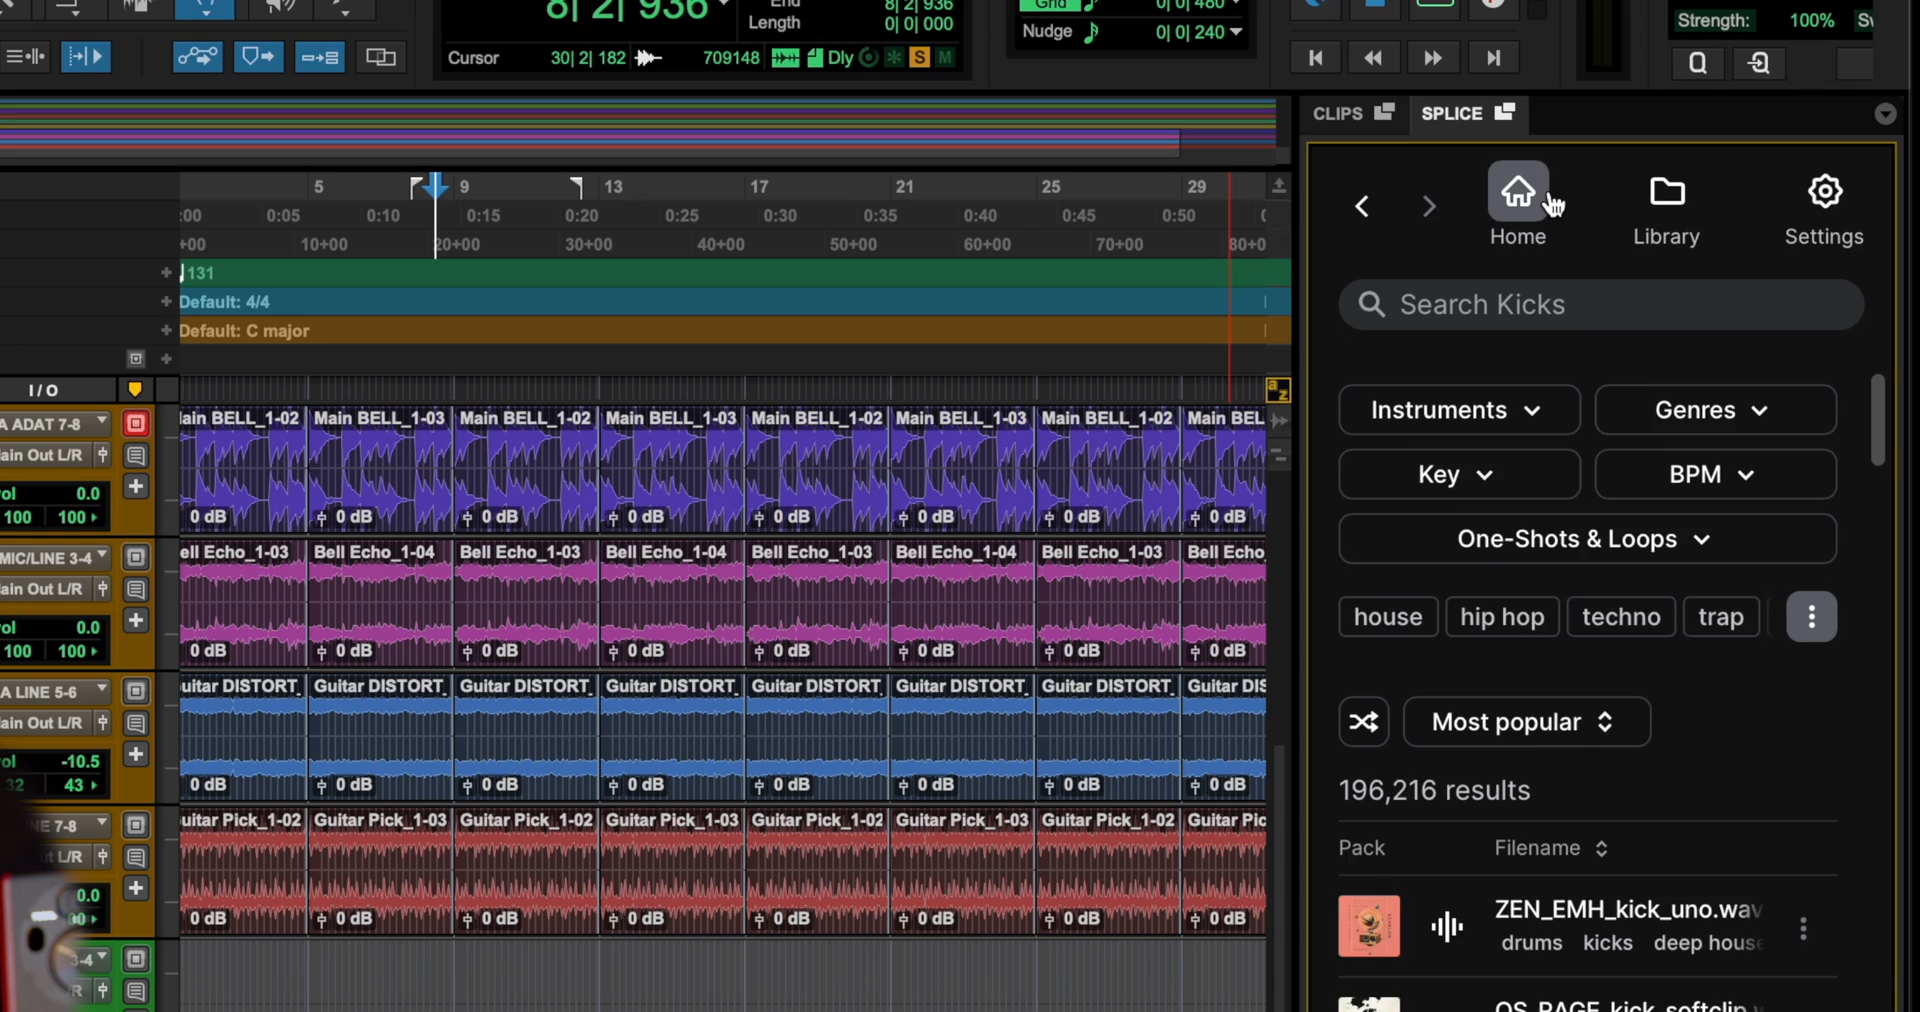 8| 2| 936
End 8| 2| 936
Length 0| 0| 000
Cursor 30| 2| 182 709148 Dly S M
Grid 0| 0| 480
Nudge 0| 0| 240
Strength: 100%
Q
CLIPS SPLICE
5 9 13 17 21 25 29
:00 0:05 0:10 0:15 0:20 0:25 0:30 0:35 0:40 0:45 0:50
+00 10+00 20+00 30+00 40+00 50+00 60+00 70+00 80+0
131
Default: 4/4
Default: C major
I / O
a z
A ADAT 7-8
ain Out L/R
vol 0.0
100 100
ain BELL_1-02 Main BELL_1-03 Main BELL_1-02 Main BELL_1-03 Main BELL_1-02 Main BELL_1-03 Main BELL_1-02 Main BEL
0 dB 0 dB 0 dB 0 dB 0 dB 0 dB 0 dB 0 dB
MIC/LINE 3-4
ain Out L/R
vol 0.0
100 100
ell Echo_1-03 Bell Echo_1-04 Bell Echo_1-03 Bell Echo_1-04 Bell Echo_1-03 Bell Echo_1-04 Bell Echo_1-03 Bell Echo
0 dB 0 dB 0 dB 0 dB 0 dB 0 dB 0 dB 0 dB
A LINE 5-6
ain Out L/R
vol -10.5
32 43
uitar DISTORT_ Guitar DISTORT_ Guitar DISTORT_ Guitar DISTORT_ Guitar DISTORT_ Guitar DISTORT_ Guitar DISTORT_ Guitar DIS
0 dB 0 dB 0 dB 0 dB 0 dB 0 dB 0 dB 0 dB
NE 7-8
ut L/R
0.0
00
uitar Pick_1-02 Guitar Pick_1-03 Guitar Pick_1-02 Guitar Pick_1-03 Guitar Pick_1-02 Guitar Pick_1-03 Guitar Pick_1-02 Guitar Pic
0 dB 0 dB 0 dB 0 dB 0 dB 0 dB 0 dB 0 dB
3-4
/R
Home Library Settings
Search Kicks
Instruments Genres
Key BPM
One-Shots & Loops
house hip hop techno trap
Most popular
196,216 results
Pack Filename
ZEN_EMH_kick_uno.wav
drums kicks deep house